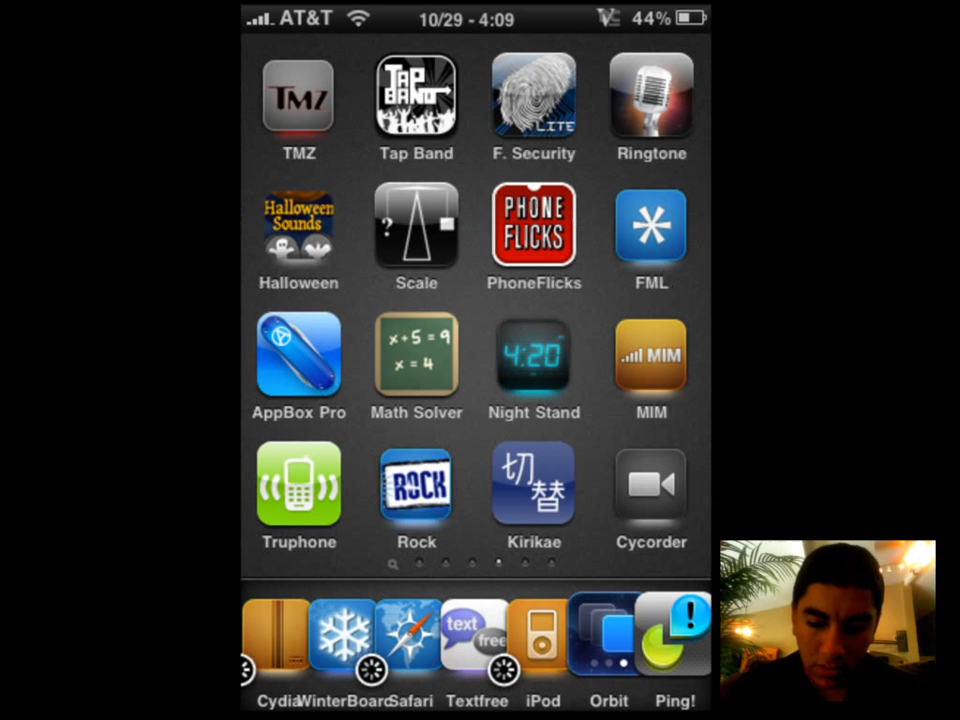 AT&T 10/29 - 4:09 44%
TMZ TAP BAND LITE
TMZ Tap Band F. Security Ringtone
Halloween Sounds ? PHONE FLICKS *
Halloween Scale PhoneFlicks FML
x+5=9 x=4 4:20 MIM
AppBox Pro Math Solver Night Stand MIM
ROCK 切替
Truphone Rock Kirikae Cycorder
text free !
Cydia WinterBoard Safari Textfree iPod Orbit Ping!